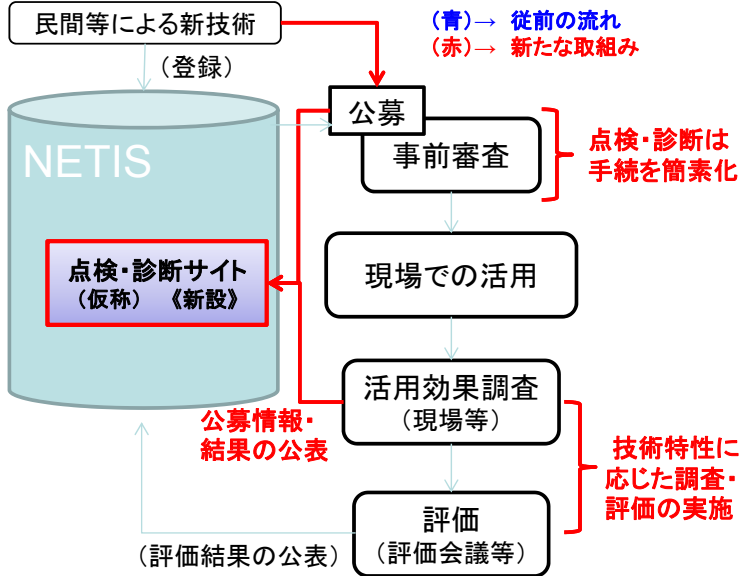 民間等による新技術
（青）→ 従前の流れ
（赤）→ 新たな取組み
（登録）
公募
事前審査
点検・診断は
手続を簡素化
NETIS
点検・診断サイト
（仮称） 《新設》
現場での活用
活用効果調査
（現場等）
公募情報・
結果の公表
技術特性に
応じた調査・
評価の実施
評価
（評価会議等）
（評価結果の公表）